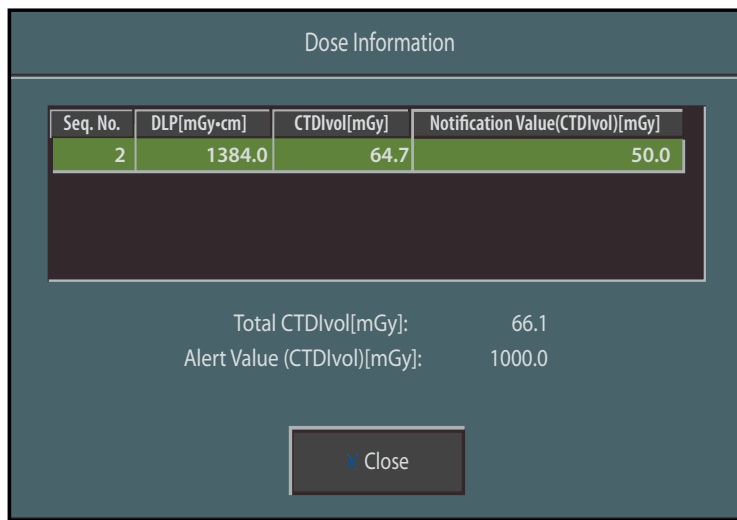 Dose Information
Seq. No. DLP[mGy•cm] CTDIvol[mGy] Notification Value(CTDIvol)[mGy]
2 1384.0 64.7 50.0
Total CTDIvol[mGy]: 66.1
Alert Value (CTDIvol)[mGy]: 1000.0
X Close